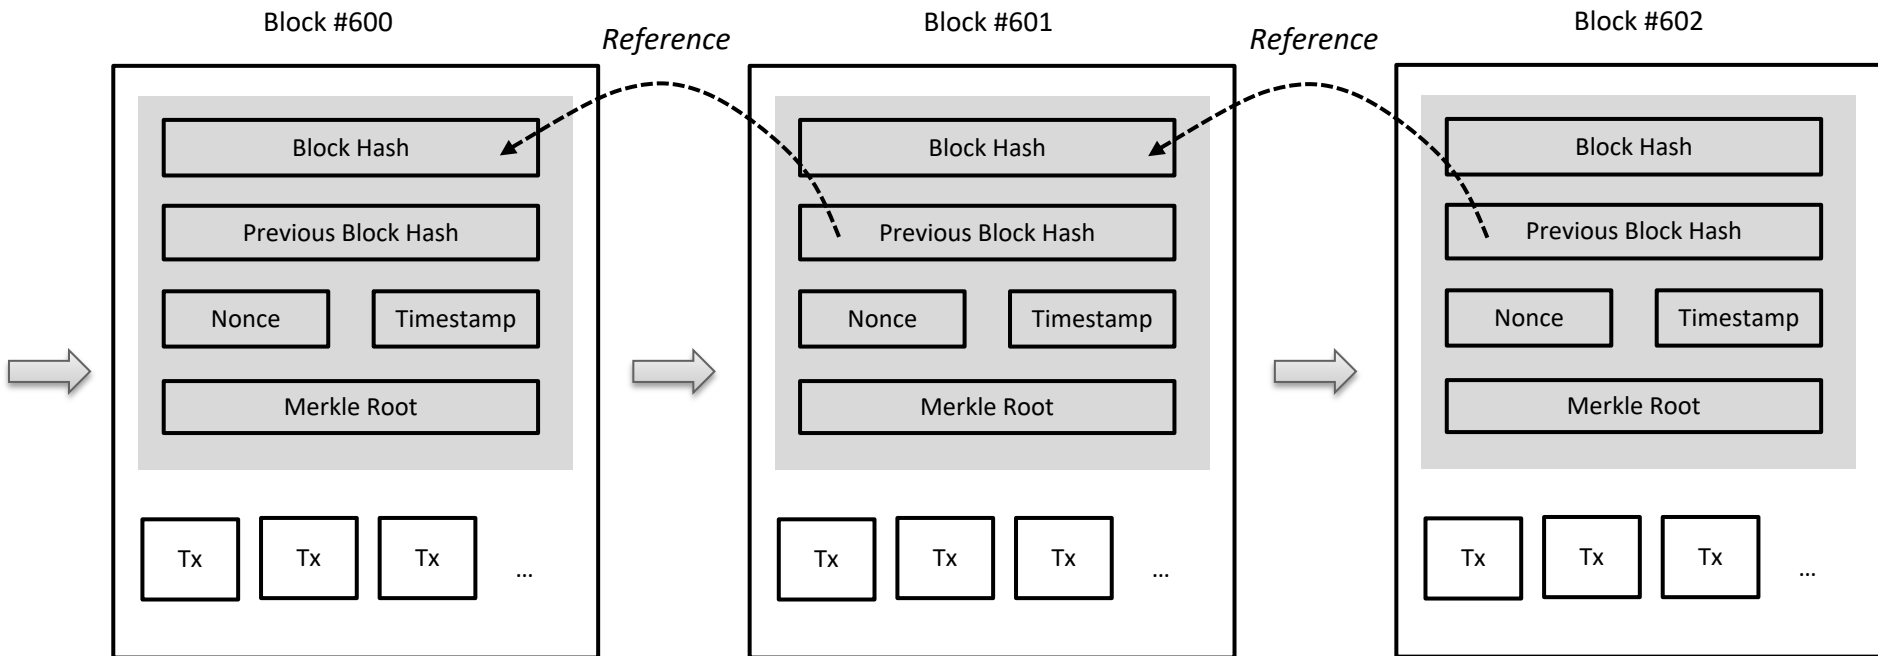 Block #600
Block #601
Block #602
Reference
Reference
Block Hash
Previous Block Hash
Nonce
Timestamp
Merkle Root
Tx
Tx
Tx
...
Block Hash
Previous Block Hash
Nonce
Timestamp
Merkle Root
Tx
Tx
Tx
...
Block Hash
Previous Block Hash
Nonce
Timestamp
Merkle Root
Tx
Tx
Tx
...